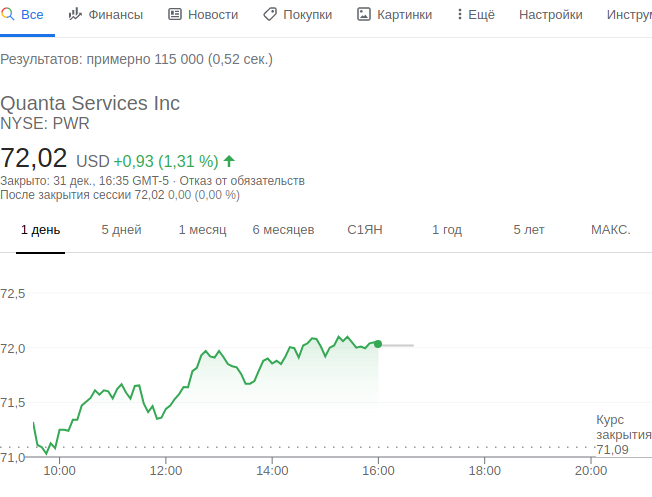 Все Финансы Новости Покупки Картинки Ещё Настройки
Результатов: примерно 115 000 (0,52 сек.)
Quanta Services Inc
NYSE: PWR
72,02 USD +0,93 (1,31 %)
Закрыто: 31 дек., 16:35 GMT-5 · Отказ от обязательств
После закрытия сессии 72,02 0,00 (0,00 %)
1 день 5 дней 1 месяц 6 месяцев С1ЯН 1 год 5 лет МАКС.
72,5
72,0
71,5
Курс
закрытия
71,09
71,0
10:00 12:00 14:00 16:00 18:00 20:00